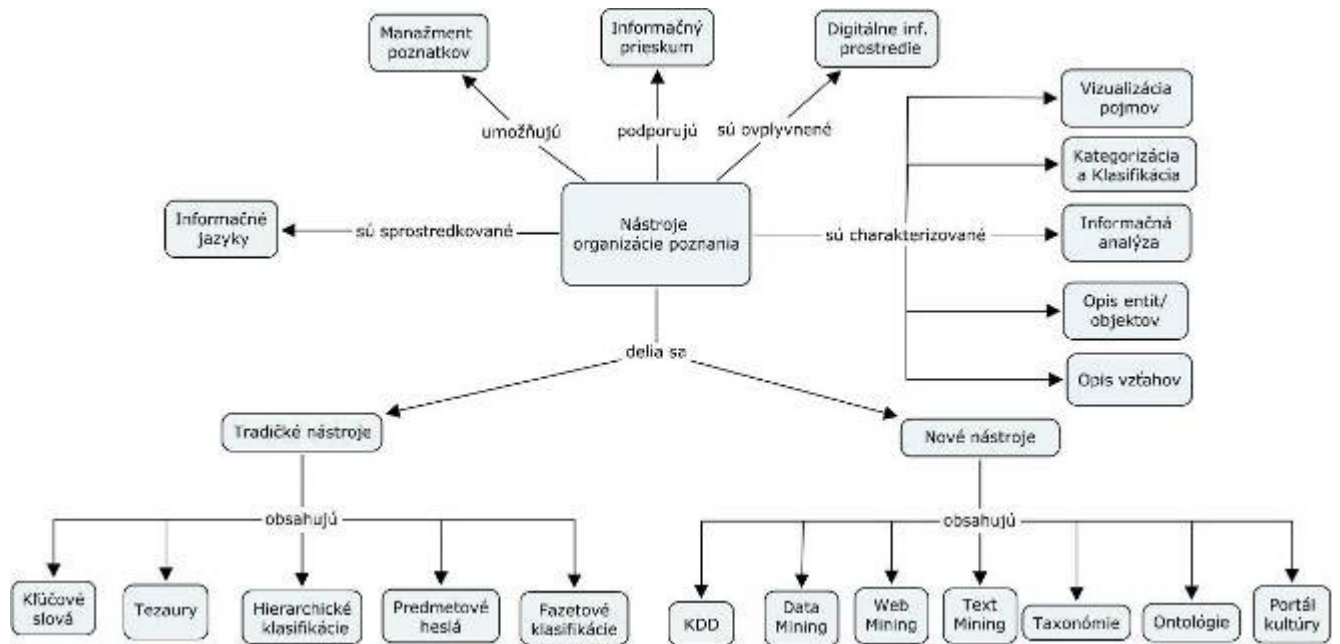 Manažment
poznatkov
Informačný
prieskum
Digitálne inf.
prostredie
umožňujú
podporujú
sú ovplyvnené
Vizualizácia
pojmov
Kategorizácia
a Klasifikácia
Informačné
jazyky
sú sprostredkované
Nástroje
organizácie poznania
sú charakterizované
Informačná
analýza
Opis entit/
objektov
Opis vzťahov
delia sa
Tradičké nástroje
Nové nástroje
obsahujú
obsahujú
Kľúčové
slová
Tezaury
Hierarchické
klasifikácie
Predmetové
heslá
Fazetové
klasifikácie
KDD
Data
Mining
Web
Mining
Text
Mining
Taxonómie
Ontológie
Portál
kultúry